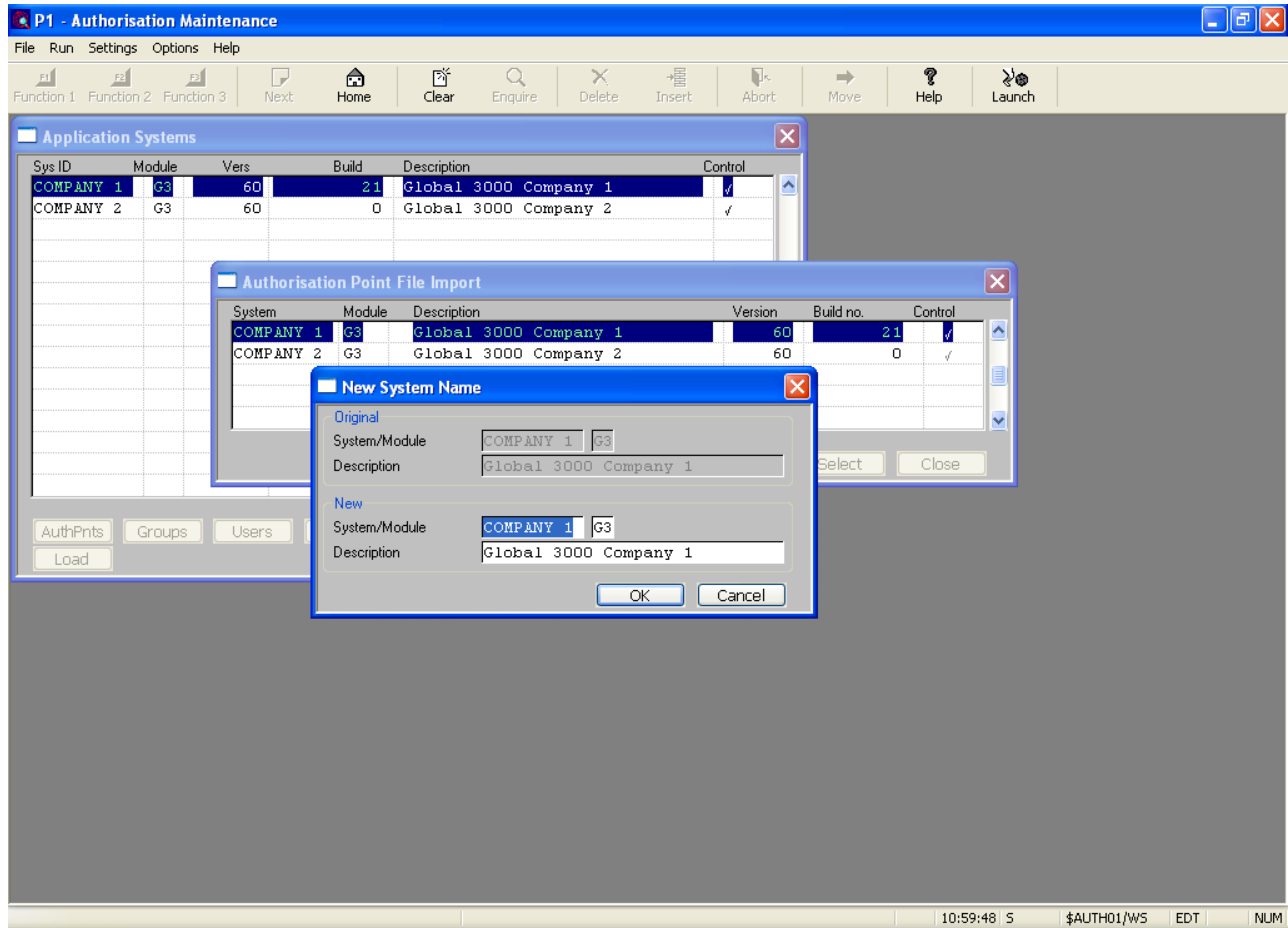 P1 - Authorisation Maintenance
File Run Settings Options Help
F1 F2 F3
Function 1 Function 2 Function 3 Next Home Clear Enquire Delete Insert Abort Move Help Launch
Application Systems
Sys ID Module Vers Build Description Control
COMPANY 1 G3 60 21 Global 3000 Company 1 √
COMPANY 2 G3 60 0 Global 3000 Company 2 √
Authorisation Point File Import
System Module Description Version Build no. Control
COMPANY 1 G3 Global 3000 Company 1 60 21 √
COMPANY 2 G3 Global 3000 Company 2 60 0 √
New System Name
Original
System/Module COMPANY 1 G3
Description Global 3000 Company 1
Select Close
New
System/Module COMPANY 1 G3
Description Global 3000 Company 1
OK Cancel
AuthPnts Groups Users
Load
10:59:48 S $AUTH01/WS EDT NUM